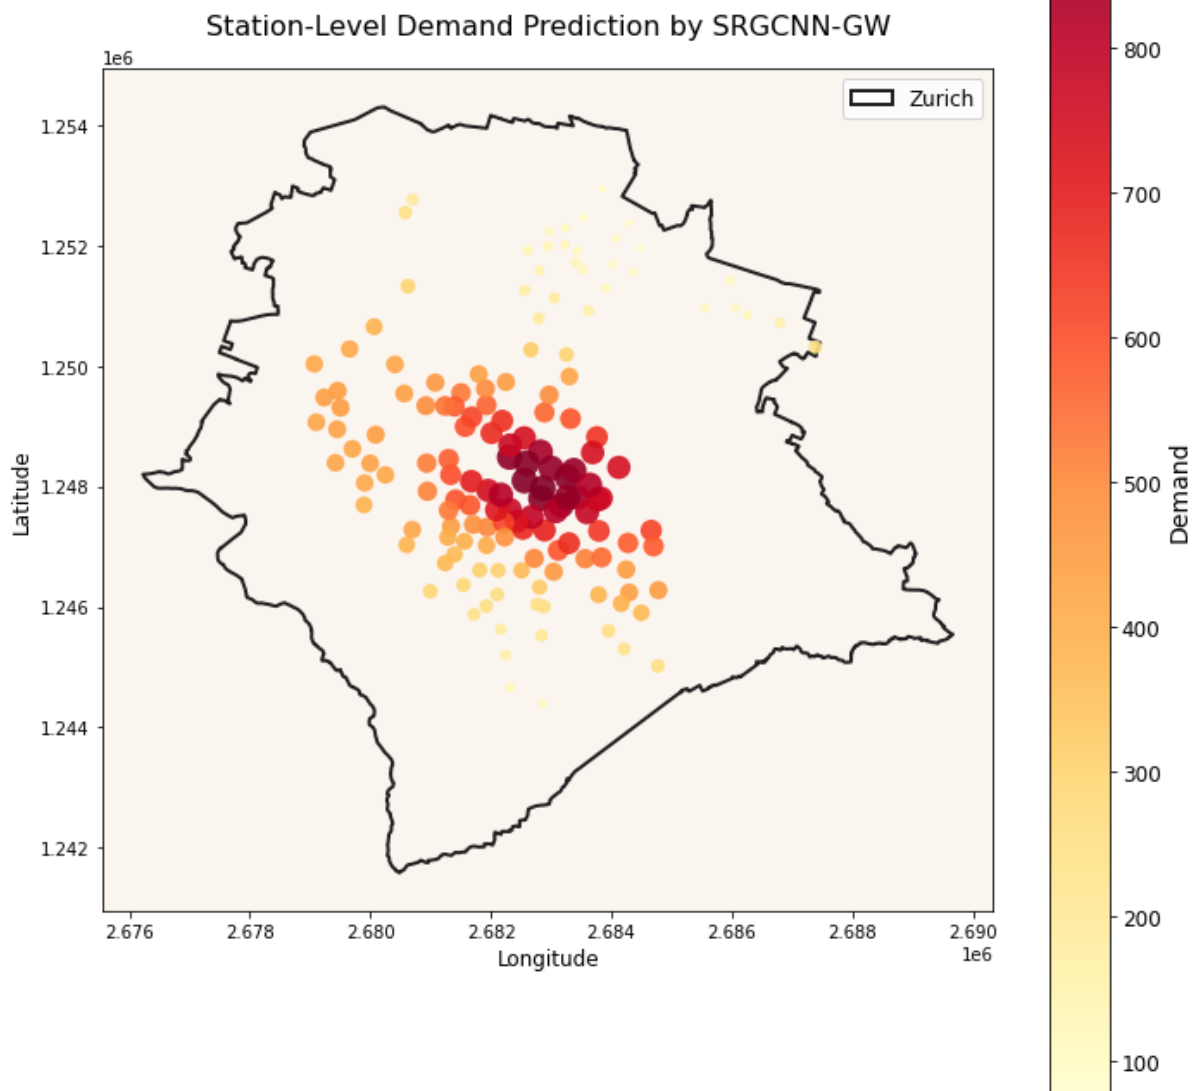 Station-Level Demand Prediction by SRGCNN-GW
1e6
Zurich
1.254
1.252
1.250
1.248
1.246
1.244
1.242
Latitude
2.676 2.678 2.680 2.682 2.684 2.686 2.688 2.690
1e6
Longitude
800
700
600
500
400
300
200
100
Demand